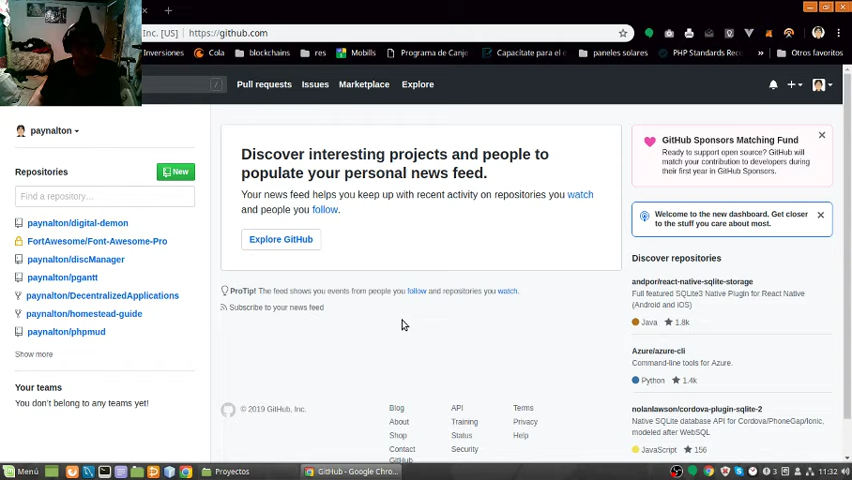 Inc. [US] https://github.com
Inversiones Cola blockchains res Mobills Programa de Canje Capacítate para el e paneles solares PHP Standards Rec » Otros favoritos
/ Pull requests Issues Marketplace Explore
paynalton
Repositories New
Find a repository…
paynalton/digital-demon
FortAwesome/Font-Awesome-Pro
paynalton/discManager
paynalton/pgantt
paynalton/DecentralizedApplications
paynalton/homestead-guide
paynalton/phpmud
Show more
Your teams
You don't belong to any teams yet!
Discover interesting projects and people to
populate your personal news feed.
Your news feed helps you keep up with recent activity on repositories you watch
and people you follow.
Explore GitHub
ProTip! The feed shows you events from people you follow and repositories you watch.
Subscribe to your news feed
© 2019 GitHub, Inc.
Blog
About
Shop
Contact
GitHub
API
Training
Status
Security
Terms
Privacy
Help
GitHub Sponsors Matching Fund
Ready to support open source? GitHub will
match your contribution to developers during
their first year in GitHub Sponsors.
Welcome to the new dashboard. Get closer
to the stuff you care about most.
Discover repositories
andpor/react-native-sqlite-storage
Full featured SQLite3 Native Plugin for React Native
(Android and iOS)
Java 1.8k
Azure/azure-cli
Command-line tools for Azure.
Python 1.4k
nolanlawson/cordova-plugin-sqlite-2
Native SQLite database API for Cordova/PhoneGap/Ionic,
modeled after WebSQL
JavaScript 156
Menú Proyectos GitHub - Google Chro... 3 11:32